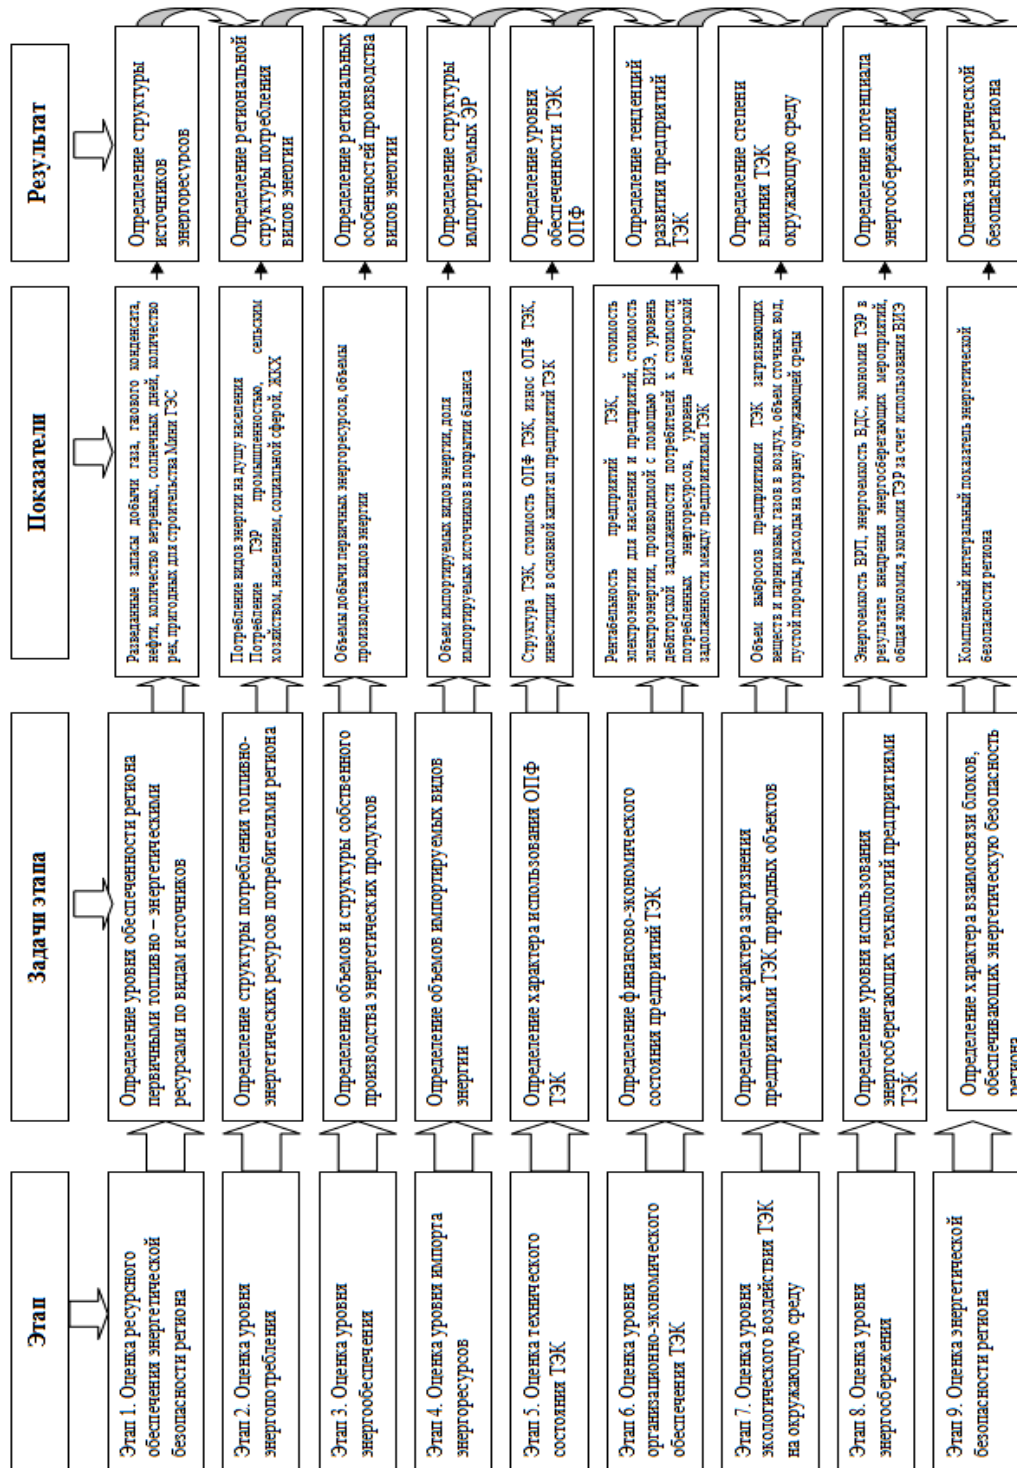 Этап
Задачи этапа
Показатели
Результат
Этап 1. Оценка ресурсного
обеспечении энергетической
безопасности региона
Определение уровня обеспеченности региона
первичными топливно – энергетическими
ресурсами по видам источников
Разведанные запасы добычи газа, газового конденсата,
нефти, количество ветреных, солнечных дней, количество
рек, пригодных для строительства Мини ГЭС
Определение структуры
источников
энергоресурсов
Этап 2. Оценка уровня
энергопотребления
Определение структуры потребления топливно-
энергетических ресурсов потребителями региона
Потребление видов энергии на душу населения
Потребление ТЭР промышленностью, сельским
хозяйством, населением, социальной сферой, ЖКХ
Определение региональной
структуры потребления
видов энергии
Этап 3. Оценка уровня
энергообеспечения
Определение объемов и структуры собственного
производства энергетических продуктов
Объемы добычи первичных энергоресурсов, объемы
производства видов энергии
Определение региональных
особенностей производства
видов энергии
Этап 4. Оценка уровня импорта
энергоресурсов
Определение объемов импортируемых видов
энергии
Объем импортируемых видов энергии, доля
импортируемых источников в покрытии баланса
Определение структуры
импортируемых ЭР
Этап 5. Оценка технического
состояния ТЭК
Определение характера использования ОПФ
ТЭК
Структура ТЭК, стоимость ОПФ ТЭК, износ ОПФ ТЭК,
инвестиции в основной капитал предприятий ТЭК
Определение уровня
обеспеченности ТЭК
ОПФ
Этап 6. Оценка уровня
организационно-экономического
обеспечения ТЭК
Определение финансово-экономического
состояния предприятий ТЭК
Рентабельность предприятий ТЭК, стоимость
электроэнергии для населения и предприятий, стоимость
электроэнергии, производимой с помощью ВИЭ, уровень
дебиторской задолженности потребителей к стоимости
потребленных энергоресурсов, уровень дебиторской
задолженности между предприятиями ТЭК
Определение тенденций
развития предприятий
ТЭК
Этап 7. Оценка уровня
экологического воздействия ТЭК
на окружающую среду
Определение характера загрязнения
предприятиями ТЭК природных объектов
Объем выбросов предприятиями ТЭК загрязняющих
веществ и парниковых газов в воздух, объем сточных вод,
пустой породы, расходы на охрану окружающей среды
Определение степени
влияния ТЭК на
окружающую среду
Этап 8. Оценка уровня
энергосбережения
Определение уровня использования
энергосберегающих технологий предприятиями
ТЭК
Энергоемкость ВРП, энергоемкость ВДС, экономия ТЭР в
результате внедрения энергосберегающих мероприятий,
общая экономия, экономия ТЭР за счет использования ВИЭ
Определение потенциала
энергосбережения
Этап 9. Оценка энергетической
безопасности региона
Определение характера взаимосвязи блоков,
обеспечивающих энергетическую безопасность
региона
Комплексный интегральный показатель энергетической
безопасности региона
Оценка энергетической
безопасности региона